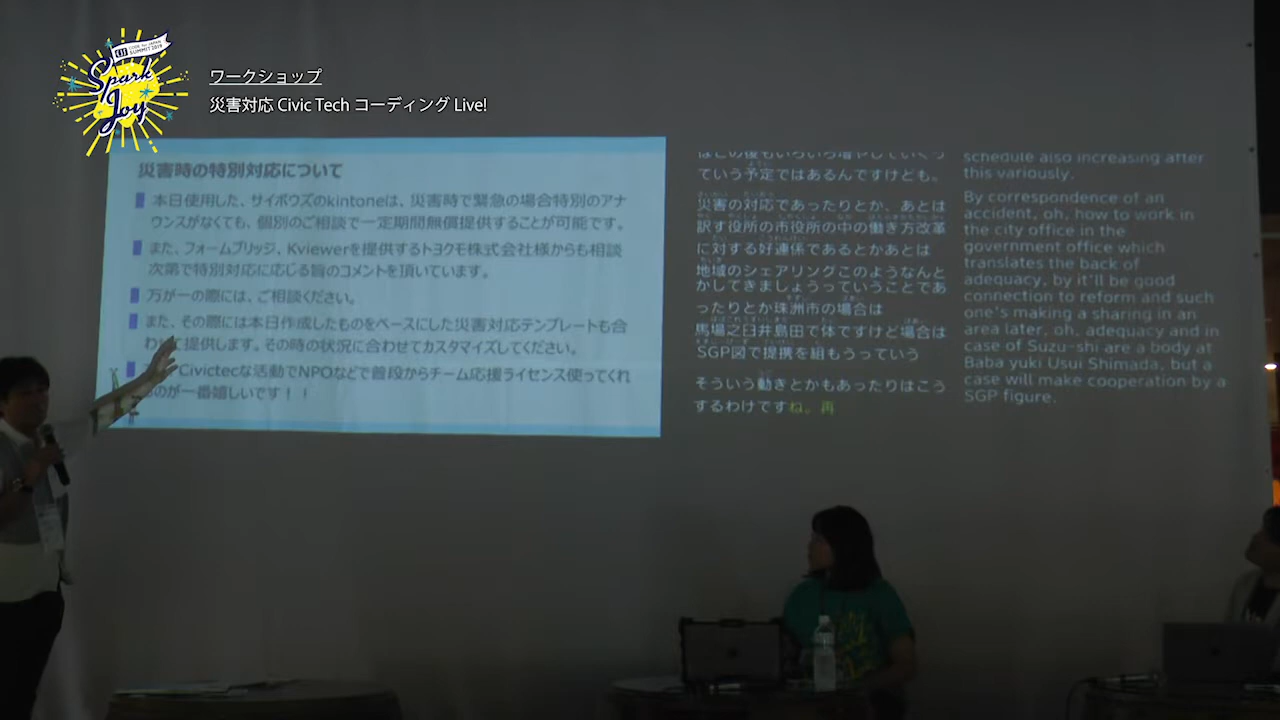 CODE for JAPAN
SUMMIT 2019
Spark
Joy
ワークショップ
災害対応 Civic Tech コーディング Live!
災害時の特別対応について
本日使用した、サイボウズのkintoneは、災害時で緊急の場合特別のアナ
ウンスがなくても、個別のご相談で一定期間無償提供することが可能です。
また、フォームブリッジ、Kviewerを提供するトヨクモ株式会社様からも相談
次第で特別対応に応じる旨のコメントを頂いています。
万が一の際には、ご相談ください。
また、その際には本日作成したものをベースにした災害対応テンプレートも合
わせて提供します。その時の状況に合わせてカスタマイズしてください。
Civictecな活動でNPOなどで普段からチーム応援ライセンス使ってくれ
のが一番嬉しいです！！
はこの後もいろいろ増やしていくっ
ていう予定ではあるんですけども。
災害の対応であったりとか、あとは
訳す役所の市役所の中の働き方改革
に対する好連係であるとかあとは
地域のシェアリングこのようなんと
かしてきましょうっていうことであ
ったりとか珠洲市の場合は
馬場之臼井島田で体ですけど場合は
SGP図で提携を組もうっていう
そういう動きとかもあったりはこう
するわけですね。再
schedule also increasing after
this variously.
By correspondence of an
accident, oh, how to work in
the city office in the
government office which
translates the back of
adequacy, by it'll be good
connection to reform and such
one's making a sharing in an
area later, oh, adequacy and in
case of Suzu-shi are a body at
Baba yuki Usui Shimada, but a
case will make cooperation by a
SGP figure.